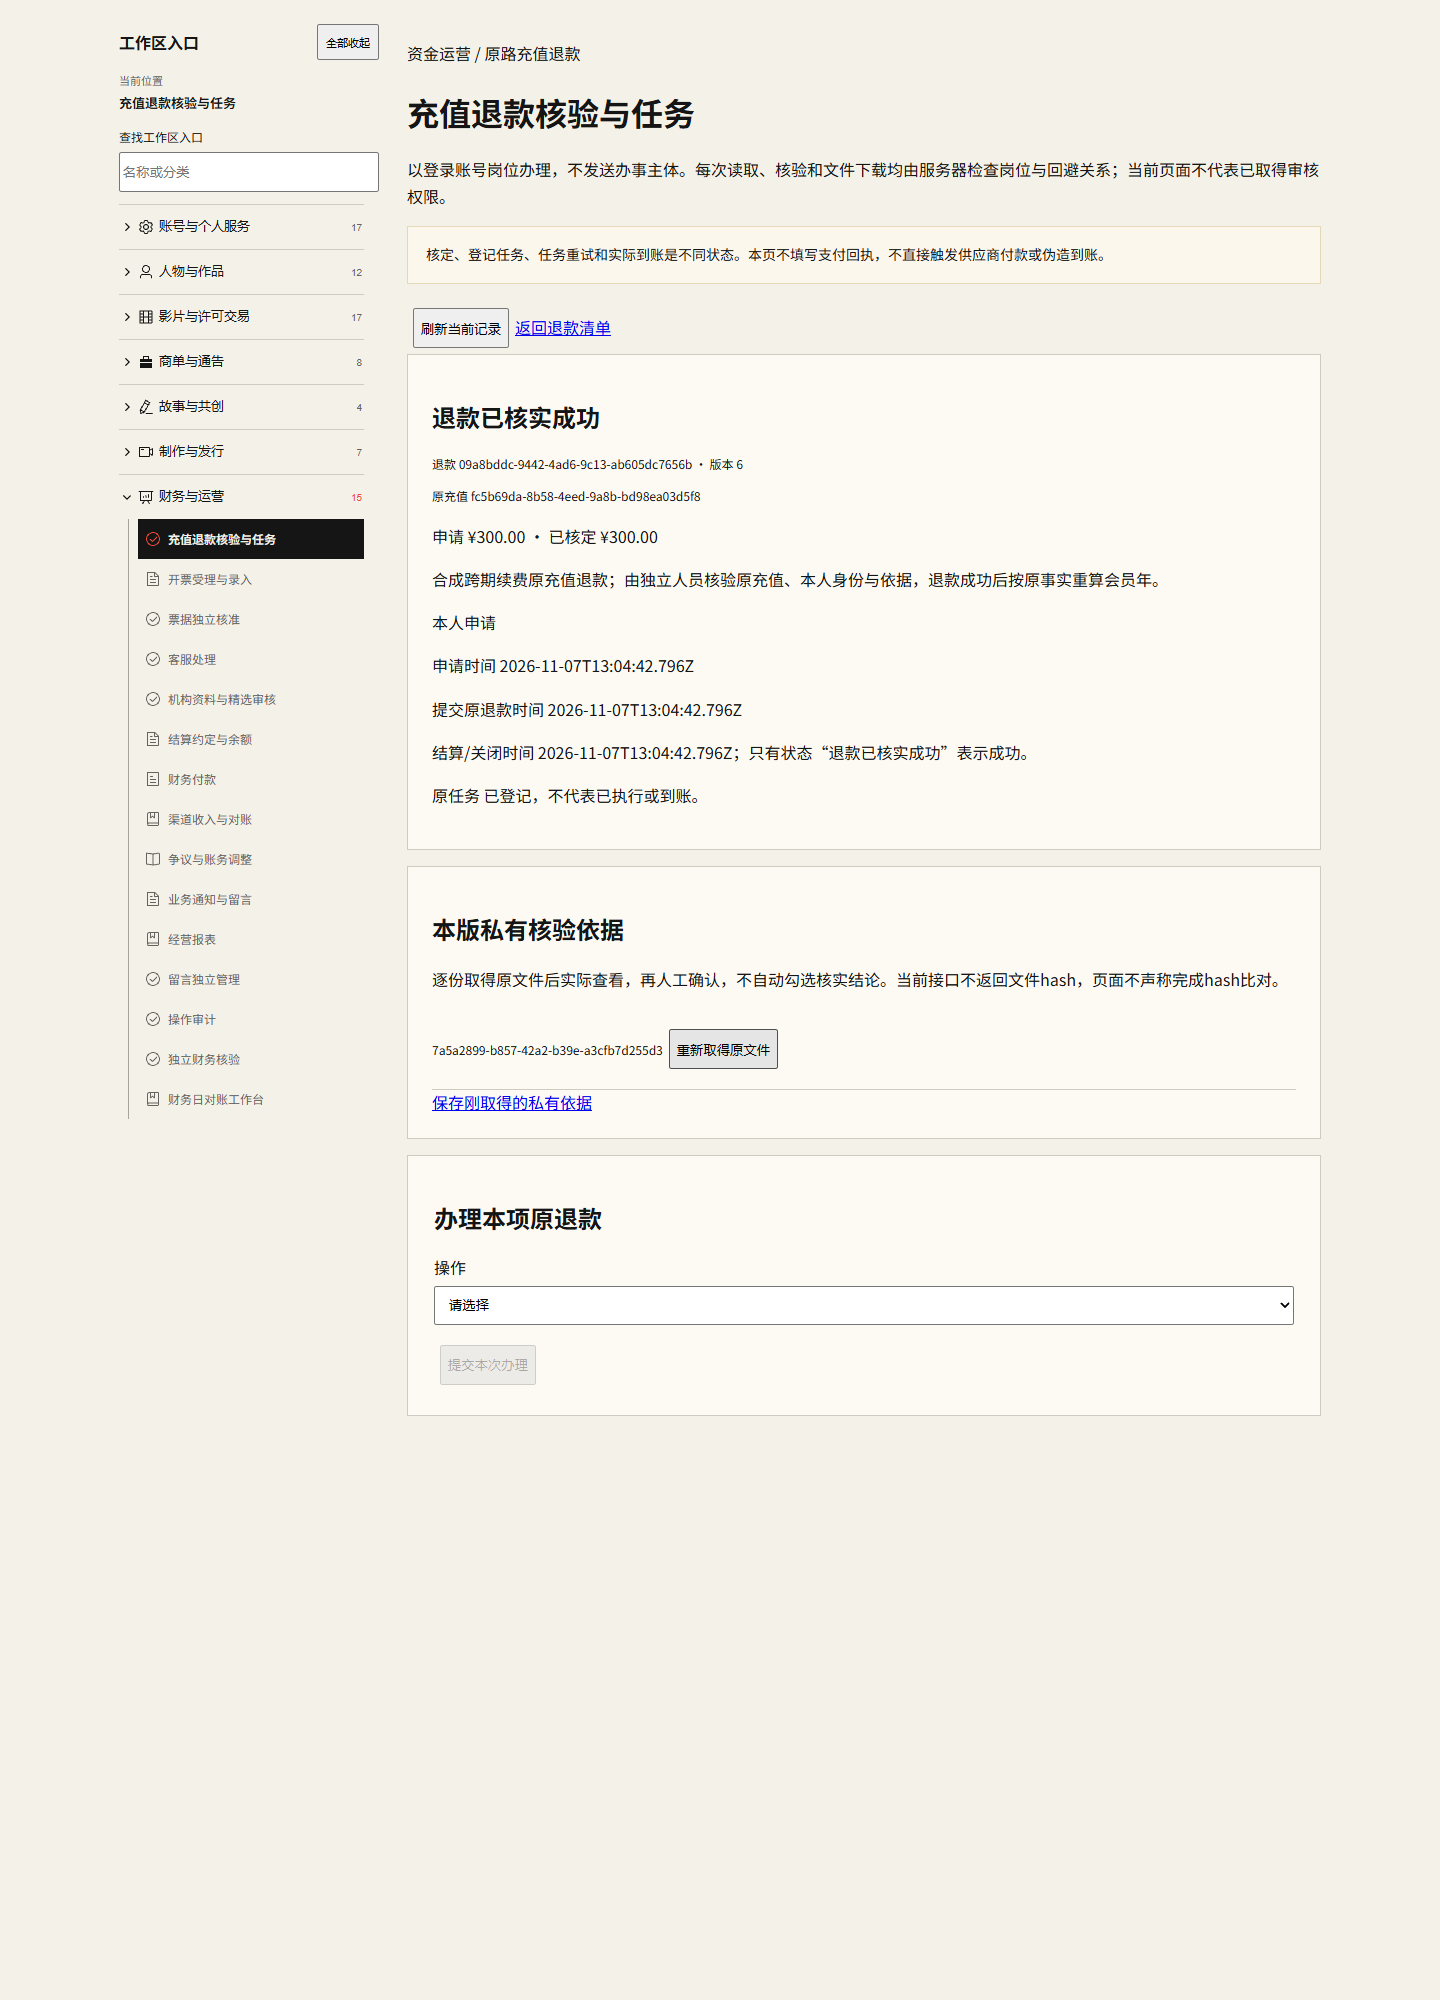 工作区入口
全部收起
当前位置
充值退款核验与任务
查找工作区入口
名称或分类
账号与个人服务 17
人物与作品 12
影片与许可交易 17
商单与通告 8
故事与共创 4
制作与发行 7
财务与运营 15
充值退款核验与任务
开票受理与录入
票据独立核准
客服处理
机构资料与精选审核
结算约定与余额
财务付款
渠道收入与对账
争议与账务调整
业务通知与留言
经营报表
留言独立管理
操作审计
独立财务核验
财务日对账工作台
资金运营 / 原路充值退款
充值退款核验与任务
以登录账号岗位办理，不发送办事主体。每次读取、核验和文件下载均由服务器检查岗位与回避关系；当前页面不代表已取得审核
权限。
核定、登记任务、任务重试和实际到账是不同状态。本页不填写支付回执，不直接触发供应商付款或伪造到账。
刷新当前记录 返回退款清单
退款已核实成功
退款 09a8bddc-9442-4ad6-9c13-ab605dc7656b · 版本 6
原充值 fc5b69da-8b58-4eed-9a8b-bd98ea03d5f8
申请 ¥300.00 · 已核定 ¥300.00
合成跨期续费原充值退款；由独立人员核验原充值、本人身份与依据，退款成功后按原事实重算会员年。
本人申请
申请时间 2026-11-07T13:04:42.796Z
提交原退款时间 2026-11-07T13:04:42.796Z
结算/关闭时间 2026-11-07T13:04:42.796Z；只有状态“退款已核实成功”表示成功。
原任务 已登记，不代表已执行或到账。
本版私有核验依据
逐份取得原文件后实际查看，再人工确认，不自动勾选核实结论。当前接口不返回文件hash，页面不声称完成hash比对。
7a5a2899-b857-42a2-b39e-a3cfb7d255d3 重新取得原文件
保存刚取得的私有依据
办理本项原退款
操作
请选择
提交本次办理